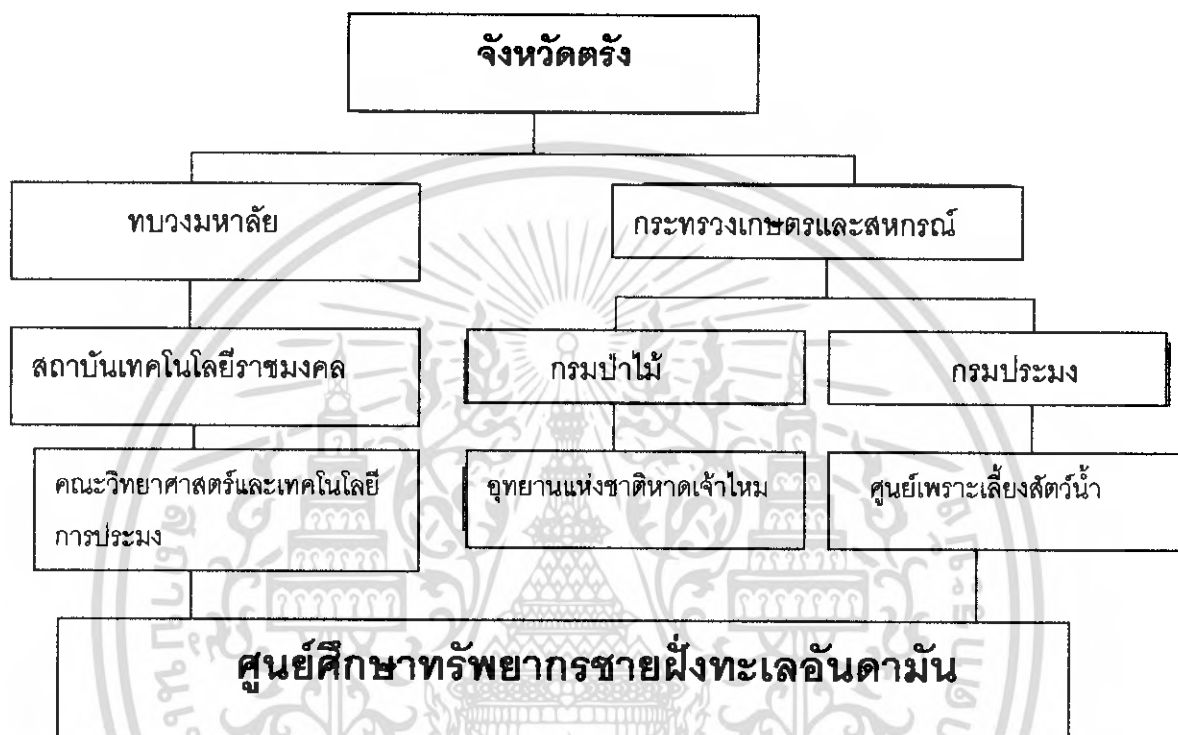 จังหวัดตรัง
ทบวงมหาลัย
กระทรวงเกษตรและสหกรณ์
สถาบันเทคโนโลยีราชมงคล
กรมป่าไม้
กรมประมง
คณะวิทยาศาสตร์และเทคโนโลยี
การประมง
อุทยานแห่งชาติหาดเจ้าไหม
ศูนย์เพราะเลี้ยงสัตว์น้ำ
ศูนย์ศึกษาทรัพยากรชายฝั่งทะเลอันดามัน